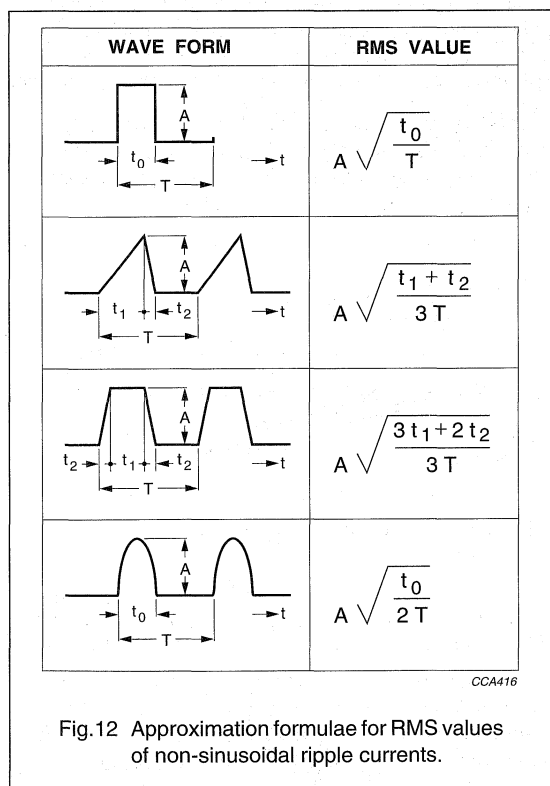 WAVE FORM
RMS VALUE
A
t0
t
T
A √(t0 / T)
A
t1
t2
t
T
A √((t1 + t2) / 3 T)
A
t2
t1
t2
t
T
A √((3 t1 + 2 t2) / 3 T)
A
t0
t
T
A √(t0 / 2 T)
CCA416
Fig.12 Approximation formulae for RMS values
of non-sinusoidal ripple currents.